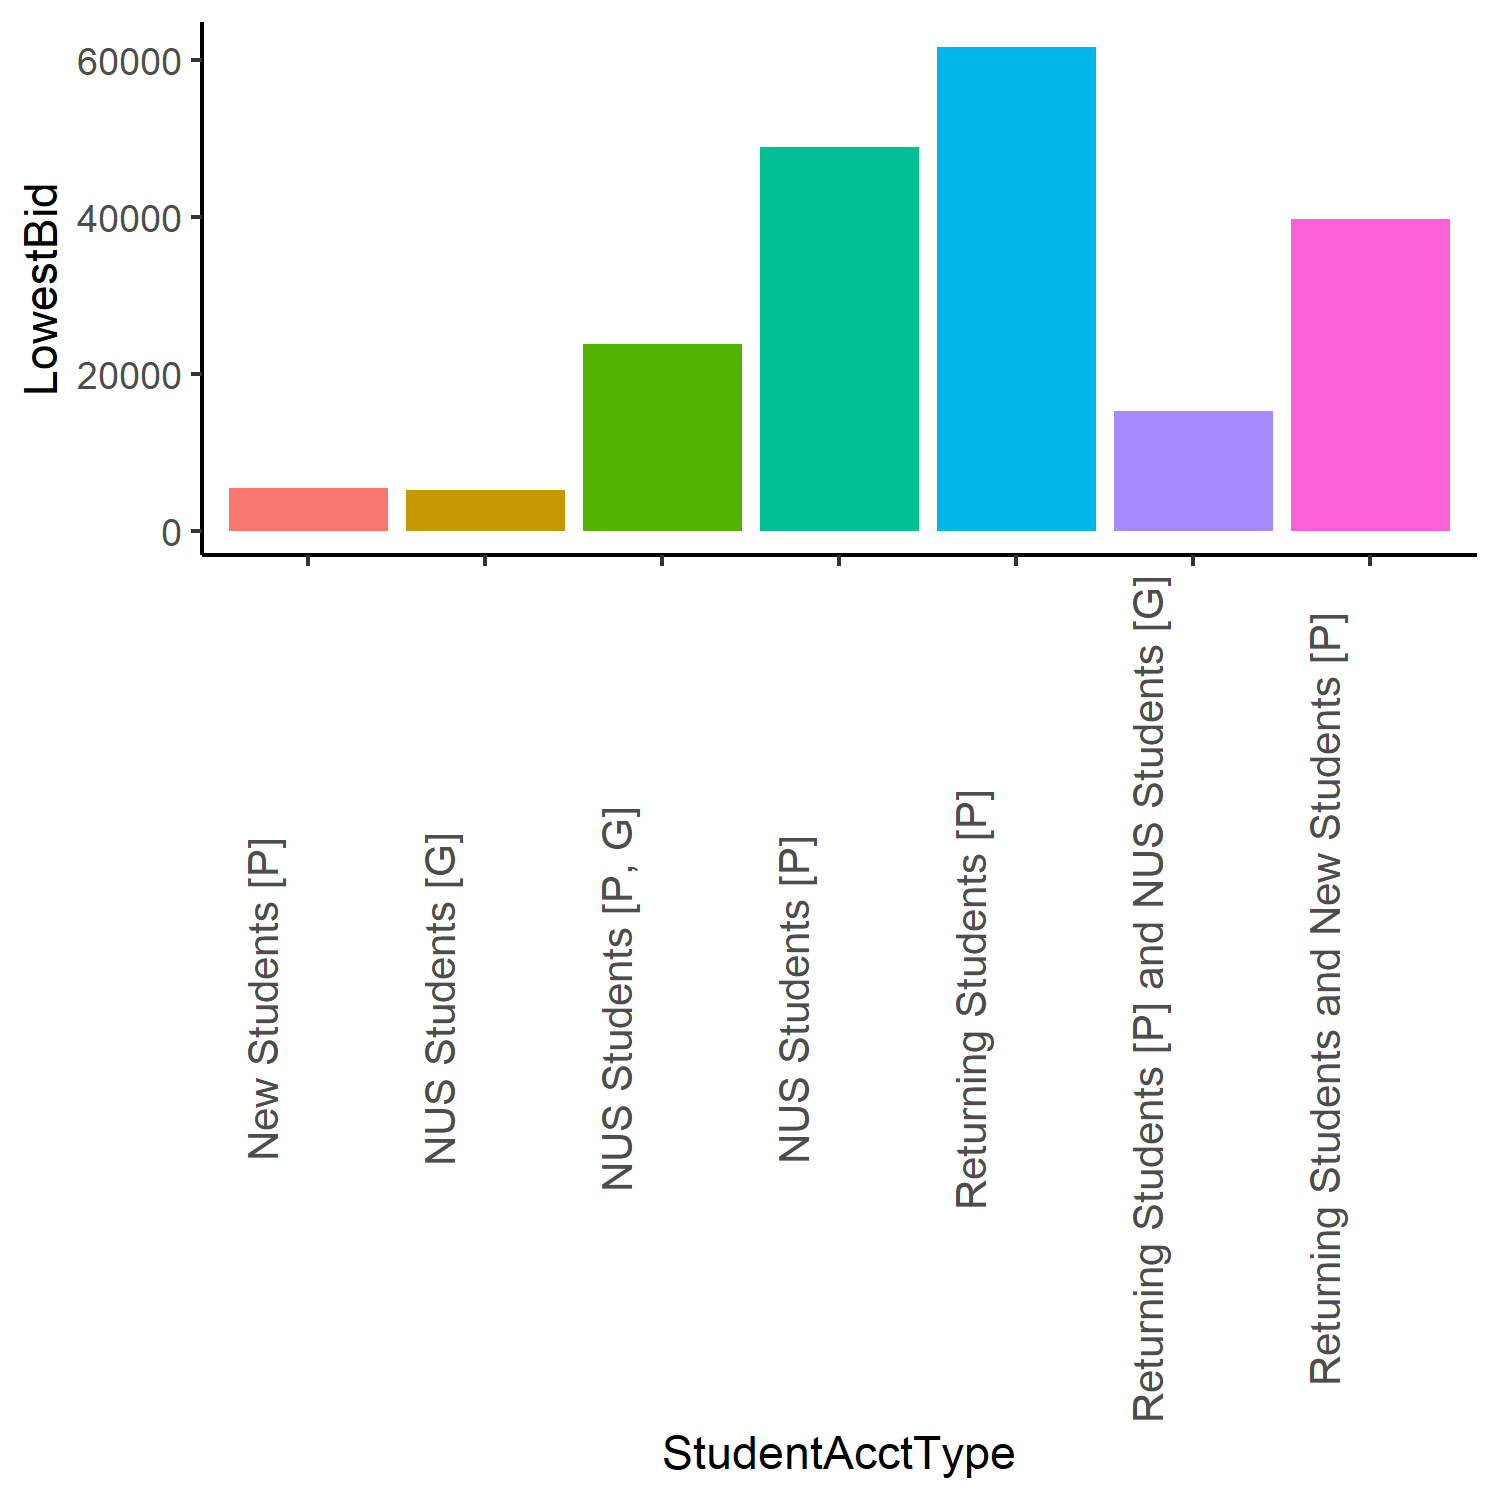 LowestBid
60000
40000
20000
0
New Students [P]
NUS Students [G]
NUS Students [P, G]
NUS Students [P]
Returning Students [P]
Returning Students [P] and NUS Students [G]
Returning Students and New Students [P]
StudentAcctType